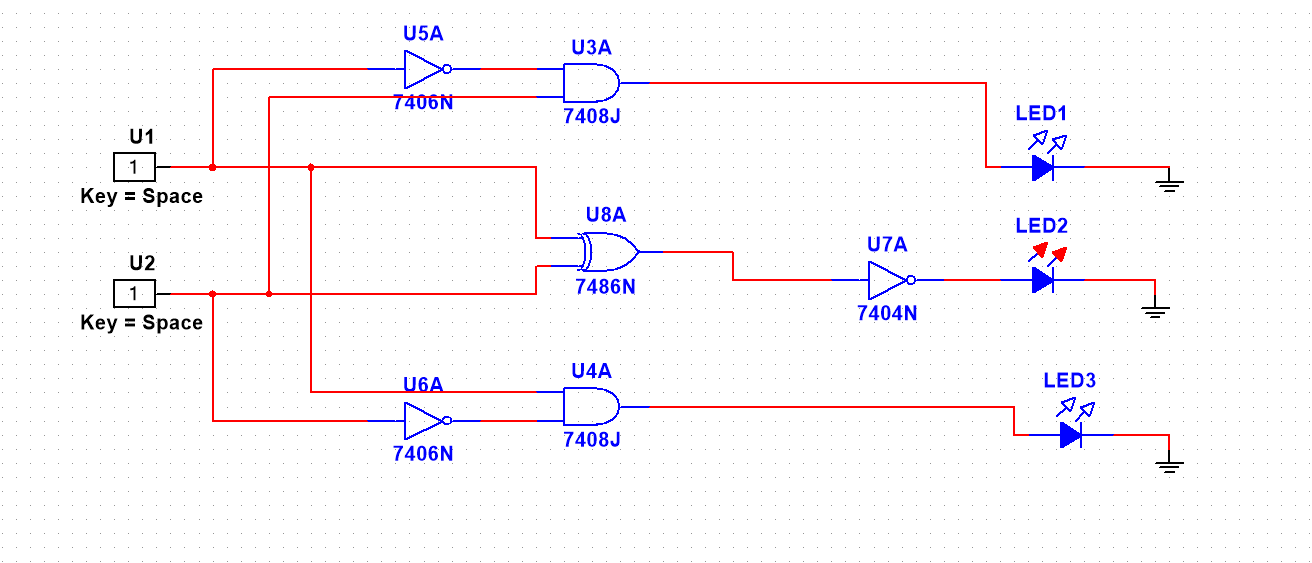 U5A
U3A
7406N
7408J
LED1
U1
1
Key = Space
U8A
LED2
U7A
U2
1
7486N
7404N
Key = Space
U4A
LED3
U6A
7408J
7406N